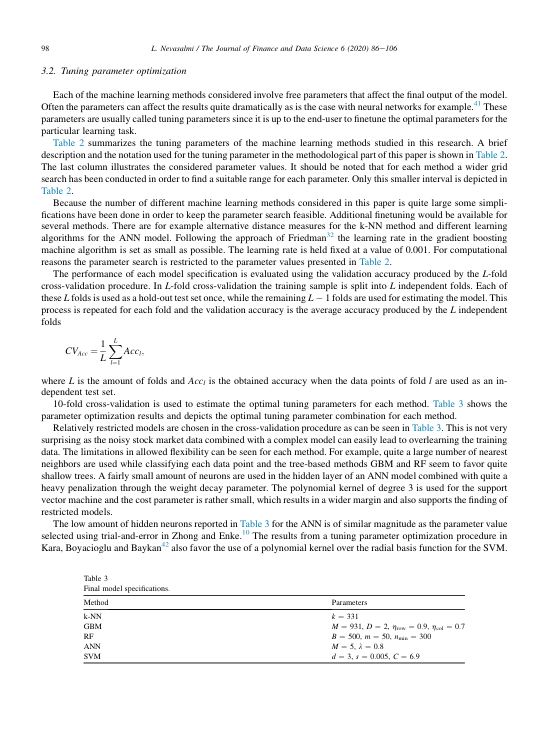 98
L. Nevasalmi / The Journal of Finance and Data Science 6 (2020) 86–106
3.2. Tuning parameter optimization
Each of the machine learning methods considered involve free parameters that affect the final output of the model.
Often the parameters can affect the results quite dramatically as is the case with neural networks for example.41 These
parameters are usually called tuning parameters since it is up to the end-user to finetune the optimal parameters for the
particular learning task.
Table 2 summarizes the tuning parameters of the machine learning methods studied in this research. A brief
description and the notation used for the tuning parameter in the methodological part of this paper is shown in Table 2.
The last column illustrates the considered parameter values. It should be noted that for each method a wider grid
search has been conducted in order to find a suitable range for each parameter. Only this smaller interval is depicted in
Table 2.
Because the number of different machine learning methods considered in this paper is quite large some simpli-
fications have been done in order to keep the parameter search feasible. Additional finetuning would be available for
several methods. There are for example alternative distance measures for the k-NN method and different learning
algorithms for the ANN model. Following the approach of Friedman32 the learning rate in the gradient boosting
machine algorithm is set as small as possible. The learning rate is held fixed at a value of 0.001. For computational
reasons the parameter search is restricted to the parameter values presented in Table 2.
The performance of each model specification is evaluated using the validation accuracy produced by the L-fold
cross-validation procedure. In L-fold cross-validation the training sample is split into L independent folds. Each of
these L folds is used as a hold-out test set once, while the remaining L − 1 folds are used for estimating the model. This
process is repeated for each fold and the validation accuracy is the average accuracy produced by the L independent
folds
CV_Acc = 1/L ∑_{l=1}^{L} Acc_l,
where L is the amount of folds and Acc_l is the obtained accuracy when the data points of fold l are used as an in-
dependent test set.
10-fold cross-validation is used to estimate the optimal tuning parameters for each method. Table 3 shows the
parameter optimization results and depicts the optimal tuning parameter combination for each method.
Relatively restricted models are chosen in the cross-validation procedure as can be seen in Table 3. This is not very
surprising as the noisy stock market data combined with a complex model can easily lead to overlearning the training
data. The limitations in allowed flexibility can be seen for each method. For example, quite a large number of nearest
neighbors are used while classifying each data point and the tree-based methods GBM and RF seem to favor quite
shallow trees. A fairly small amount of neurons are used in the hidden layer of an ANN model combined with quite a
heavy penalization through the weight decay parameter. The polynomial kernel of degree 3 is used for the support
vector machine and the cost parameter is rather small, which results in a wider margin and also supports the finding of
restricted models.
The low amount of hidden neurons reported in Table 3 for the ANN is of similar magnitude as the parameter value
selected using trial-and-error in Zhong and Enke.10 The results from a tuning parameter optimization procedure in
Kara, Boyacioglu and Baykan42 also favor the use of a polynomial kernel over the radial basis function for the SVM.
Table 3
Final model specifications.
Method Parameters
k-NN k = 331
GBM M = 931, D = 2, η_row = 0.9, η_col = 0.7
RF B = 500, m = 50, n_min = 300
ANN M = 5, λ = 0.8
SVM d = 3, s = 0.005, C = 6.9